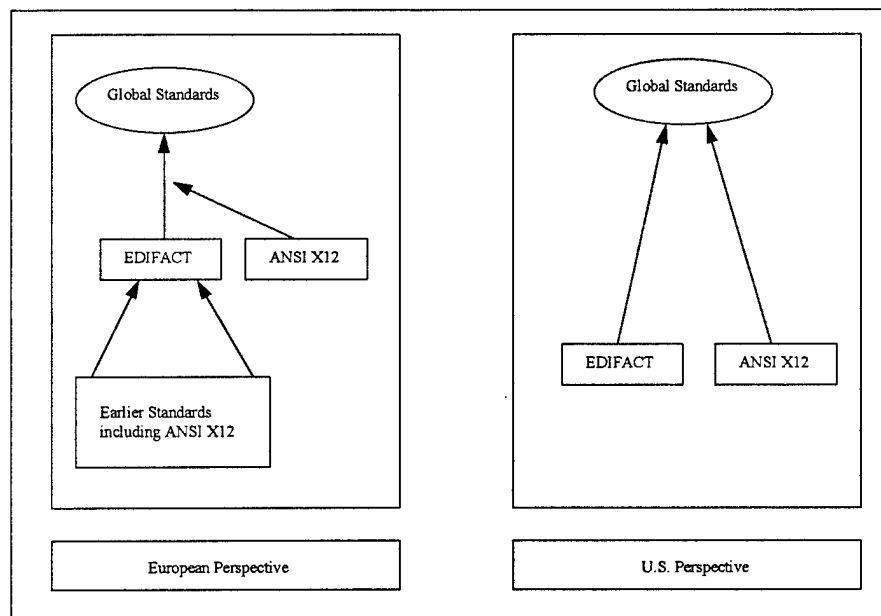 Global Standards
EDIFACT
ANSI X12
Earlier Standards
including ANSI X12
European Perspective
Global Standards
EDIFACT
ANSI X12
U.S. Perspective